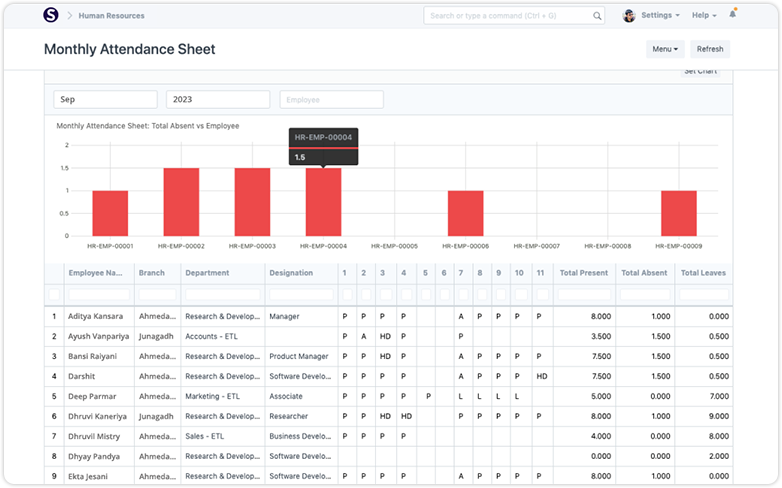 S Human Resources Search or type a command (Ctrl + G) Settings Help
Monthly Attendance Sheet Menu Refresh
Set Chart
Sep 2023 Employee
Monthly Attendance Sheet: Total Absent vs Employee
HR-EMP-00004
1.5
2
1.5
1
0.5
0
HR-EMP-00001 HR-EMP-00002 HR-EMP-00003 HR-EMP-00004 HR-EMP-00005 HR-EMP-00006 HR-EMP-00007 HR-EMP-00008 HR-EMP-00009
Employee Na... Branch Department Designation 1 2 3 4 5 6 7 8 9 10 11 Total Present Total Absent Total Leaves
1 Aditya Kansara Ahmeda... Research & Develop... Manager P P P P A P P P P 8.000 1.000 0.000
2 Ayush Vanpariya Junagadh Accounts - ETL P A HD P P 3.500 1.500 0.500
3 Bansi Raiyani Ahmeda... Research & Develop... Product Manager P P HD P A P P P P 7.500 1.500 0.500
4 Darshit Ahmeda... Research & Develop... Software Develo... P P P P A P P P HD 7.500 1.500 0.500
5 Deep Parmar Ahmeda... Marketing - ETL Associate P P P P P L L L L 5.000 0.000 7.000
6 Dhruvi Kaneriya Junagadh Research & Develop... Researcher P P HD HD P P P P P 8.000 1.000 9.000
7 Dhruvil Mistry Ahmeda... Sales - ETL Business Develo... P P P P 4.000 0.000 8.000
8 Dhyay Pandya Ahmeda... Research & Develop... Software Develo... 0.000 0.000 2.000
9 Ekta Jesani Ahmeda... Research & Develop... Software Develo... P P P P A P P P P 8.000 1.000 0.000